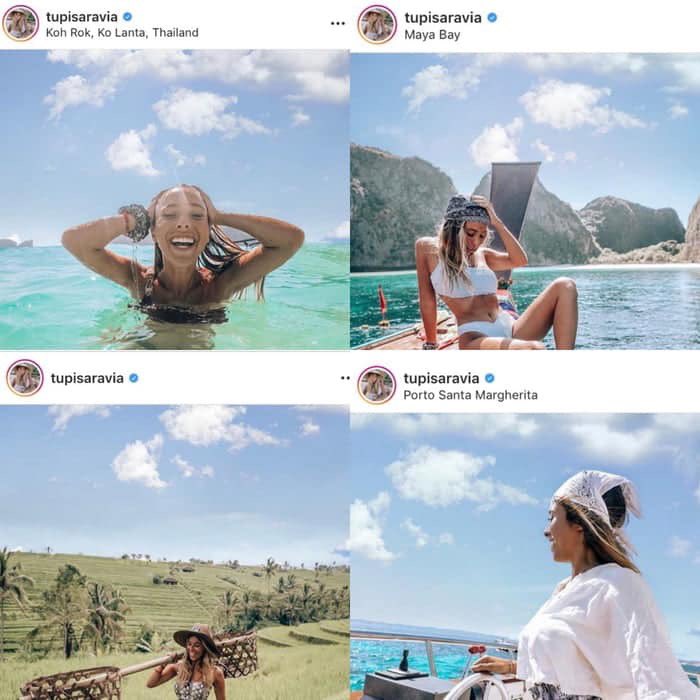 tupisaravia
Koh Rok, Ko Lanta, Thailand
tupisaravia
Maya Bay
tupisaravia
tupisaravia
Porto Santa Margherita